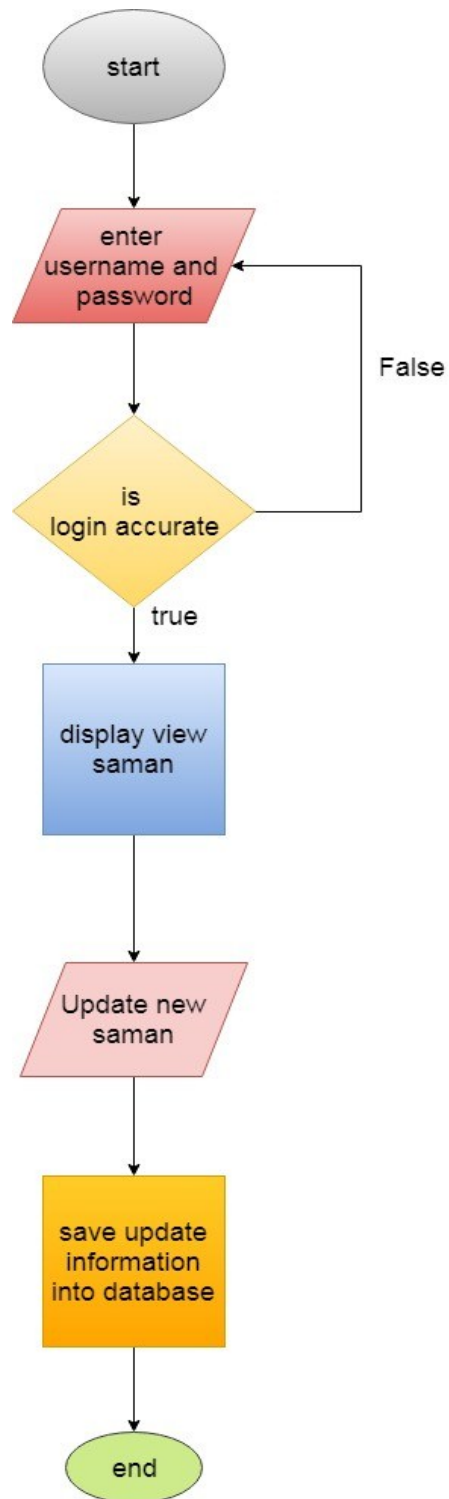 start
enter
username and
password
False
is
login accurate
true
display view
saman
Update new
saman
save update
information
into database
end